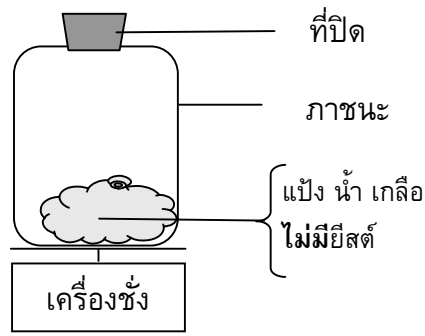 ที่ปิด
ภาชนะ
แป้ง น้ำ เกลือ
ไม่มียีสต์
เครื่องชั่ง